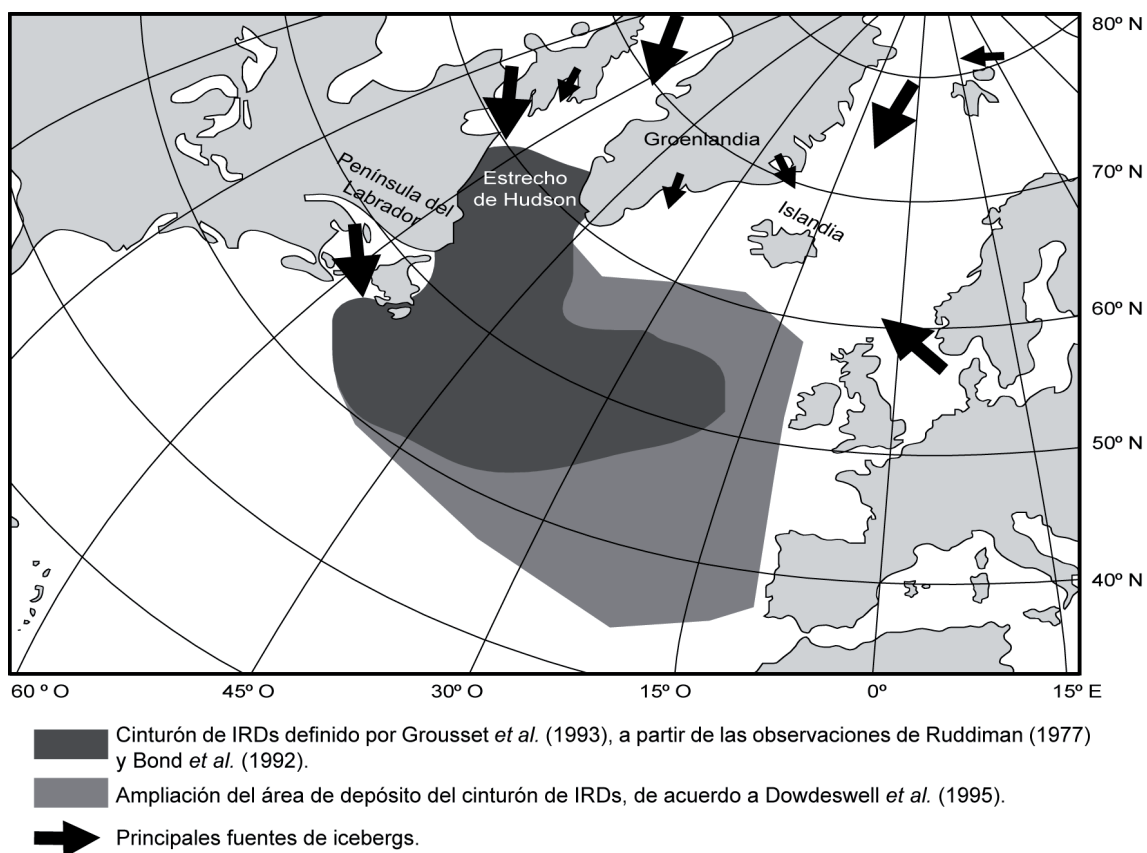 80º N
Groenlandia
Península del
Labrador
Estrecho
de Hudson
70º N
Islandia
60º N
50º N
40º N
60 º O
45º O
30º O
15º O
0º
15º E
Cinturón de IRDs definido por Grousset et al. (1993), a partir de las observaciones de Ruddiman (1977)
y Bond et al. (1992).
Ampliación del área de depósito del cinturón de IRDs, de acuerdo a Dowdeswell et al. (1995).
Principales fuentes de icebergs.